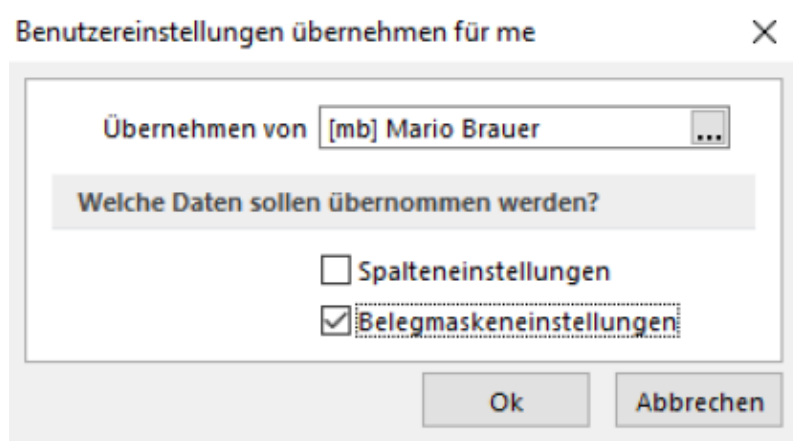 Benutzereinstellungen übernehmen für me
Übernehmen von [mb] Mario Brauer ...
Welche Daten sollen übernommen werden?
Spalteneinstellungen
Belegmaskeneinstellungen
Ok Abbrechen